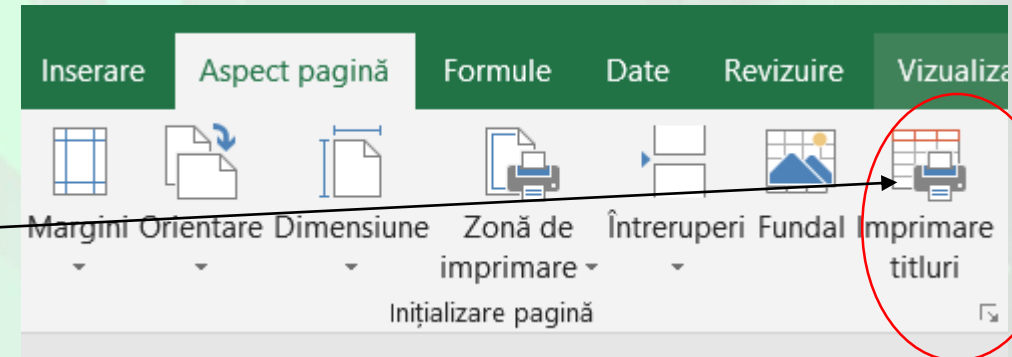 Inserare Aspect pagină Formule Date Revizuire Vizualiza
Margini Orientare Dimensiune Zonă de imprimare Întreruperi Fundal Imprimare titluri
Inițializare pagină